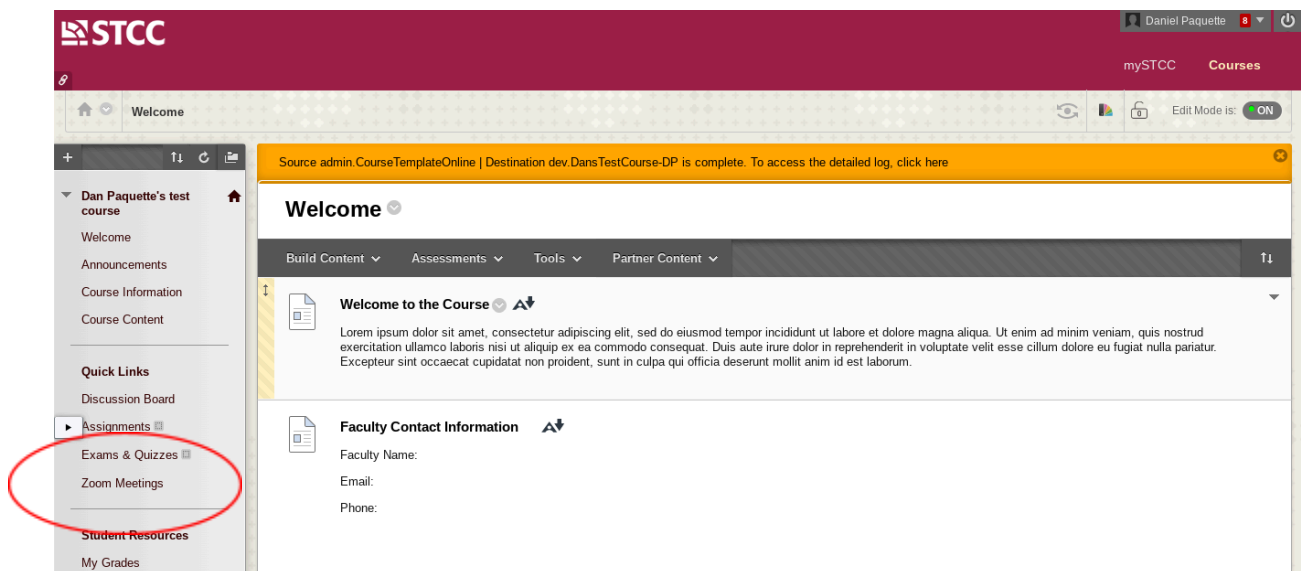 STCC
Daniel Paquette 8
mySTCC Courses
Welcome
Edit Mode is: ON
Source admin.CourseTemplateOnline | Destination dev.DansTestCourse-DP is complete. To access the detailed log, click here
Dan Paquette's test
course
Welcome
Announcements
Course Information
Course Content
Quick Links
Discussion Board
Assignments
Exams & Quizzes
Zoom Meetings
Student Resources
My Grades
Welcome
Build Content Assessments Tools Partner Content
Welcome to the Course
Lorem ipsum dolor sit amet, consectetur adipiscing elit, sed do eiusmod tempor incididunt ut labore et dolore magna aliqua. Ut enim ad minim veniam, quis nostrud
exercitation ullamco laboris nisi ut aliquip ex ea commodo consequat. Duis aute irure dolor in reprehenderit in voluptate velit esse cillum dolore eu fugiat nulla pariatur.
Excepteur sint occaecat cupidatat non proident, sunt in culpa qui officia deserunt mollit anim id est laborum.
Faculty Contact Information
Faculty Name:
Email:
Phone: